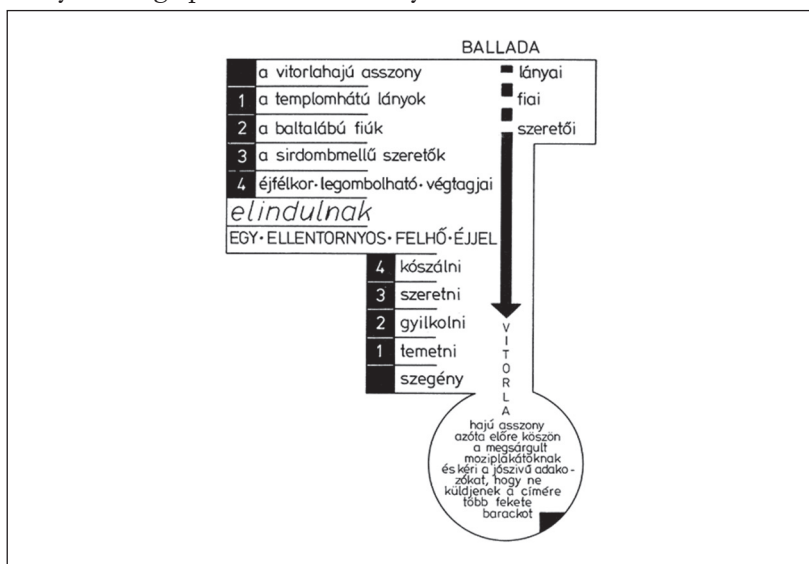 BALLADA
a vitorlahajú asszony
lányai
1 a templomhátú lányok
fiai
2 a baltalábú fiúk
szeretői
3 a sirdombmellű szeretők
4 éjfélkor·legombolható·végtagjai
elindulnak
EGY·ELLENTORNYOS·FELHŐ·ÉJJEL
4 kószálni
3 szeretni
2 gyilkolni
1 temetni
szegény
VITORLA
hajú asszony
azóta előre köszön
a megsárgult
moziplakátoknak
és kéri a jószivű adako-
zókat, hogy ne
küldjenek a címére
több fekete
barackot